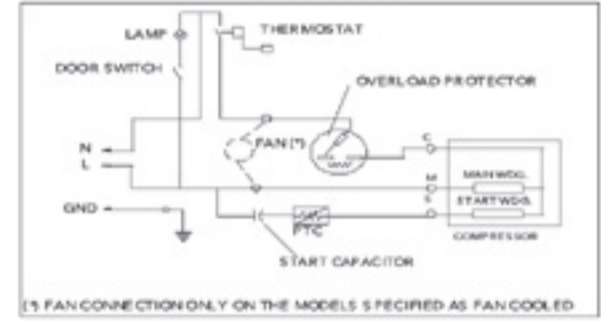 LAMP
THERMOSTAT
DOOR SWITCH
OVERLOAD PROTECTOR
FAN (*)
N
L
C
M
S
MAIN WDG.
START WDG.
GND
PTC
COMPRESSOR
START CAPACITOR
(*) FAN CONNECTION ONLY ON THE MODELS SPECIFIED AS FAN COOLED